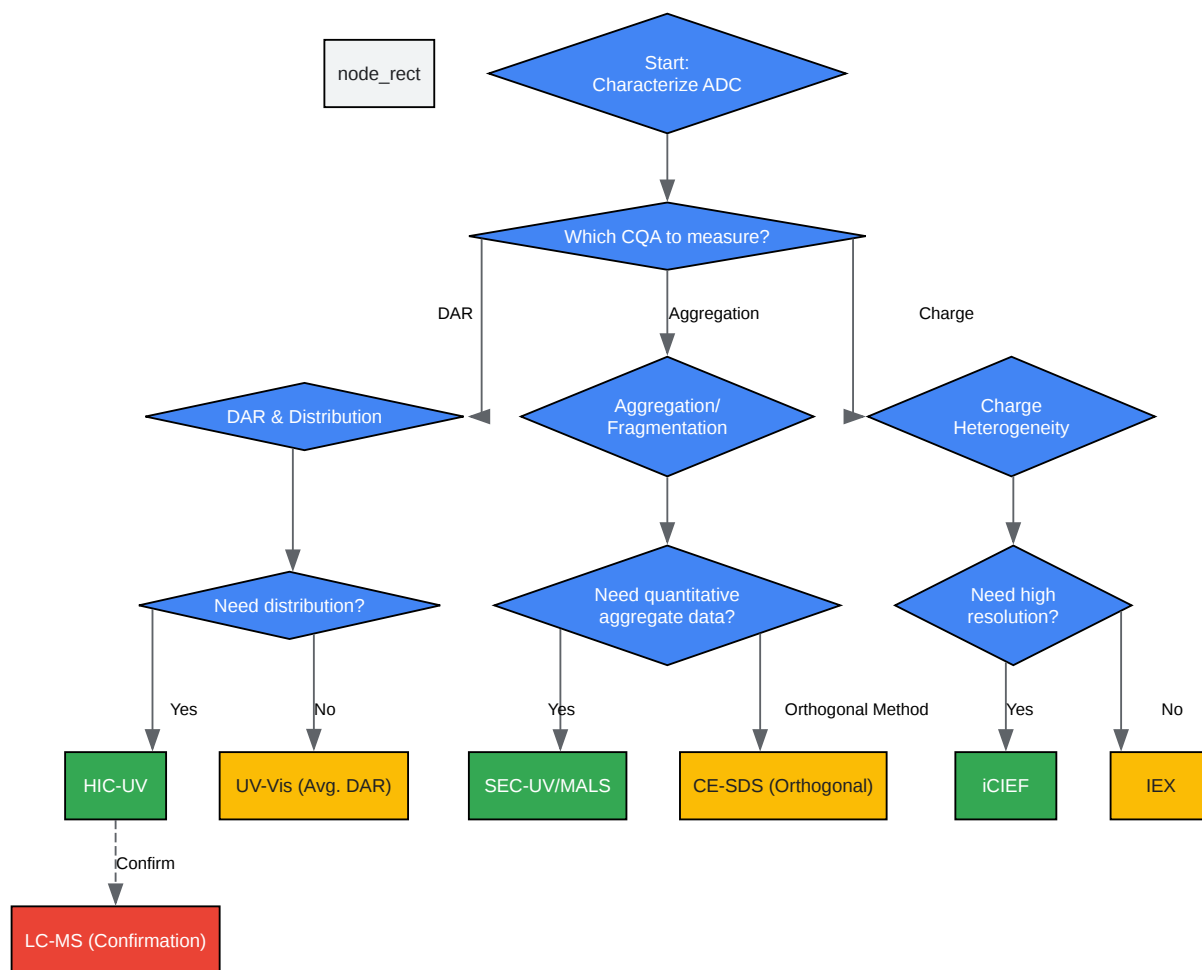 node_rect
Start:
Characterize ADC
Which CQA to measure?
DAR
Aggregation
Charge
DAR & Distribution
Aggregation/
Fragmentation
Charge
Heterogeneity
Need distribution?
Need quantitative
aggregate data?
Need high
resolution?
Yes
No
Yes
Orthogonal Method
Yes
No
HIC-UV
UV-Vis (Avg. DAR)
SEC-UV/MALS
CE-SDS (Orthogonal)
iCIEF
IEX
Confirm
LC-MS (Confirmation)